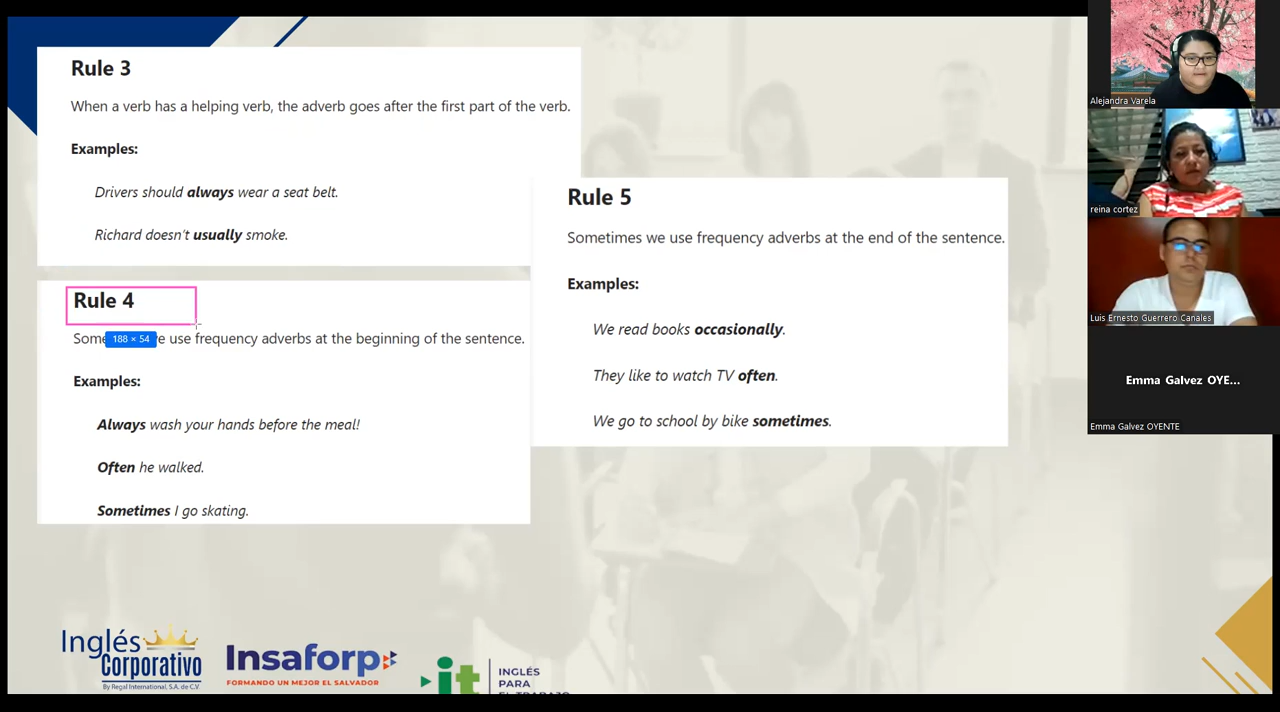 Rule 3
When a verb has a helping verb, the adverb goes after the first part of the verb.
Examples:
Drivers should always wear a seat belt.
Richard doesn't usually smoke.
Rule 4
188 × 54
use frequency adverbs at the beginning of the sentence.
Examples:
Always wash your hands before the meal!
Often he walked.
Sometimes I go skating.
Rule 5
Sometimes we use frequency adverbs at the end of the sentence.
Examples:
We read books occasionally.
They like to watch TV often.
We go to school by bike sometimes.
Inglés
Corporativo
By Regal International, S.A. de C.V.
Insaforp
FORMANDO UN MEJOR EL SALVADOR
it
INGLÉS
PARA
EL TRABAJO
Alejandra Varela
reina cortez
Luis Ernesto Guerrero Canales
Emma Galvez OYE...
Emma Galvez OYENTE